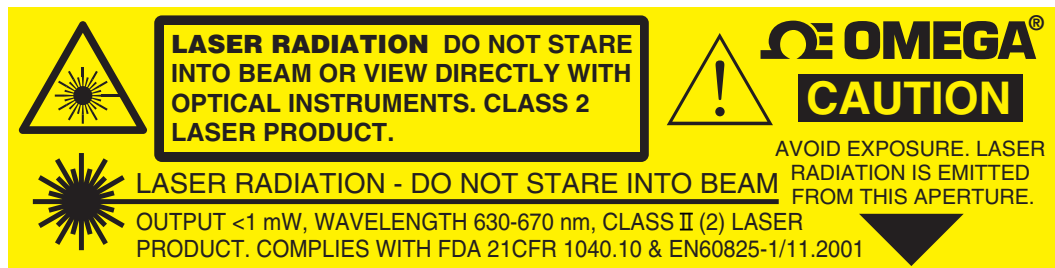 LASER RADIATION DO NOT STARE
INTO BEAM OR VIEW DIRECTLY WITH
OPTICAL INSTRUMENTS. CLASS 2
LASER PRODUCT.
LASER RADIATION - DO NOT STARE INTO BEAM
OUTPUT <1 mW, WAVELENGTH 630-670 nm, CLASS II (2) LASER
PRODUCT. COMPLIES WITH FDA 21CFR 1040.10 & EN60825-1/11.2001
!
ΩE OMEGA®
CAUTION
AVOID EXPOSURE. LASER
RADIATION IS EMITTED
FROM THIS APERTURE.